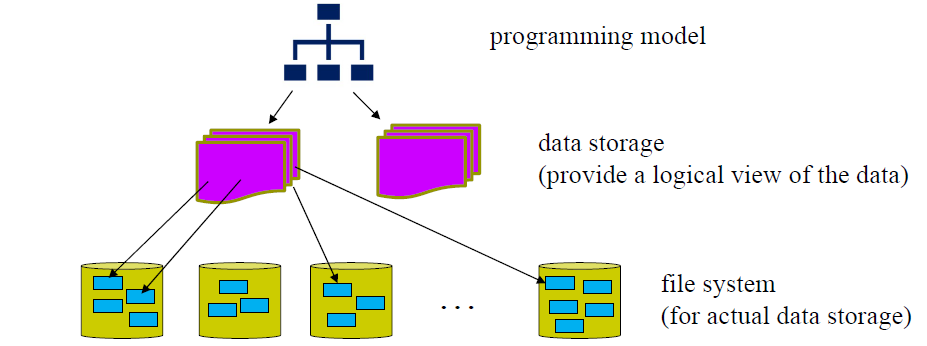 programming model
data storage
(provide a logical view of the data)
. . .
file system
(for actual data storage)